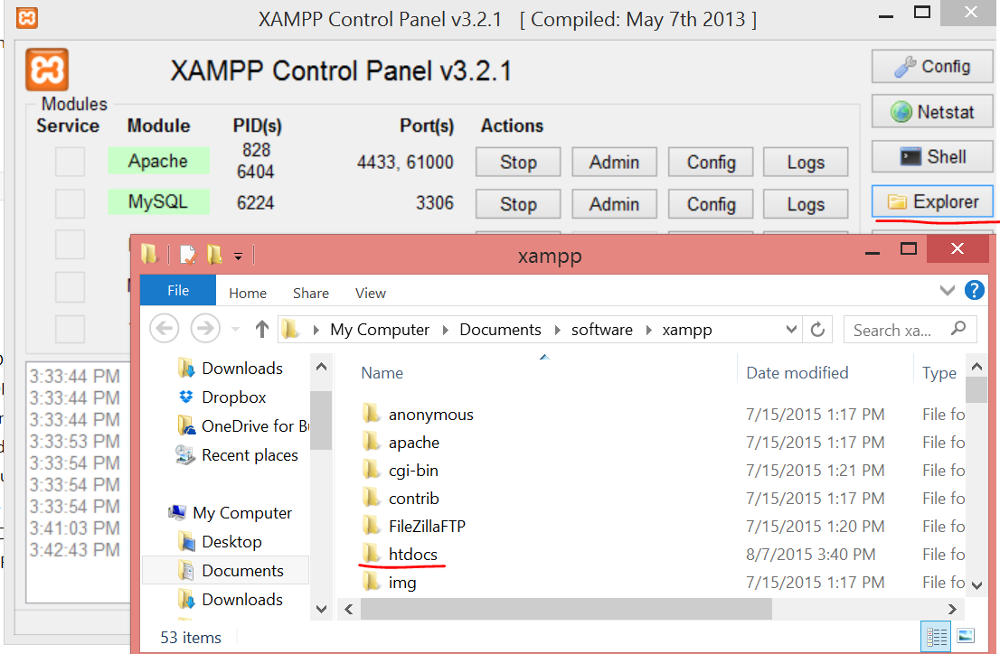 XAMPP Control Panel v3.2.1 [ Compiled: May 7th 2013 ]
XAMPP Control Panel v3.2.1
Config
Modules
Service Module PID(s) Port(s) Actions
Netstat
Apache 828 6404 4433, 61000 Stop Admin Config Logs
Shell
MySQL 6224 3306 Stop Admin Config Logs
Explorer
3:33:44 PM
3:33:44 PM
3:33:44 PM
3:33:53 PM
3:33:54 PM
3:33:54 PM
3:33:54 PM
3:41:03 PM
3:42:43 PM
xampp
File Home Share View
My Computer Documents software xampp Search xa...
Downloads
Dropbox
OneDrive for
Recent places
My Computer
Desktop
Documents
Downloads
Name Date modified Type
anonymous 7/15/2015 1:17 PM File fo
apache 7/15/2015 1:17 PM File fo
cgi-bin 7/15/2015 1:21 PM File fo
contrib 7/15/2015 1:17 PM File fo
FileZillaFTP 7/15/2015 1:20 PM File fo
htdocs 8/7/2015 3:40 PM File fo
img 7/15/2015 1:17 PM File fo
53 items